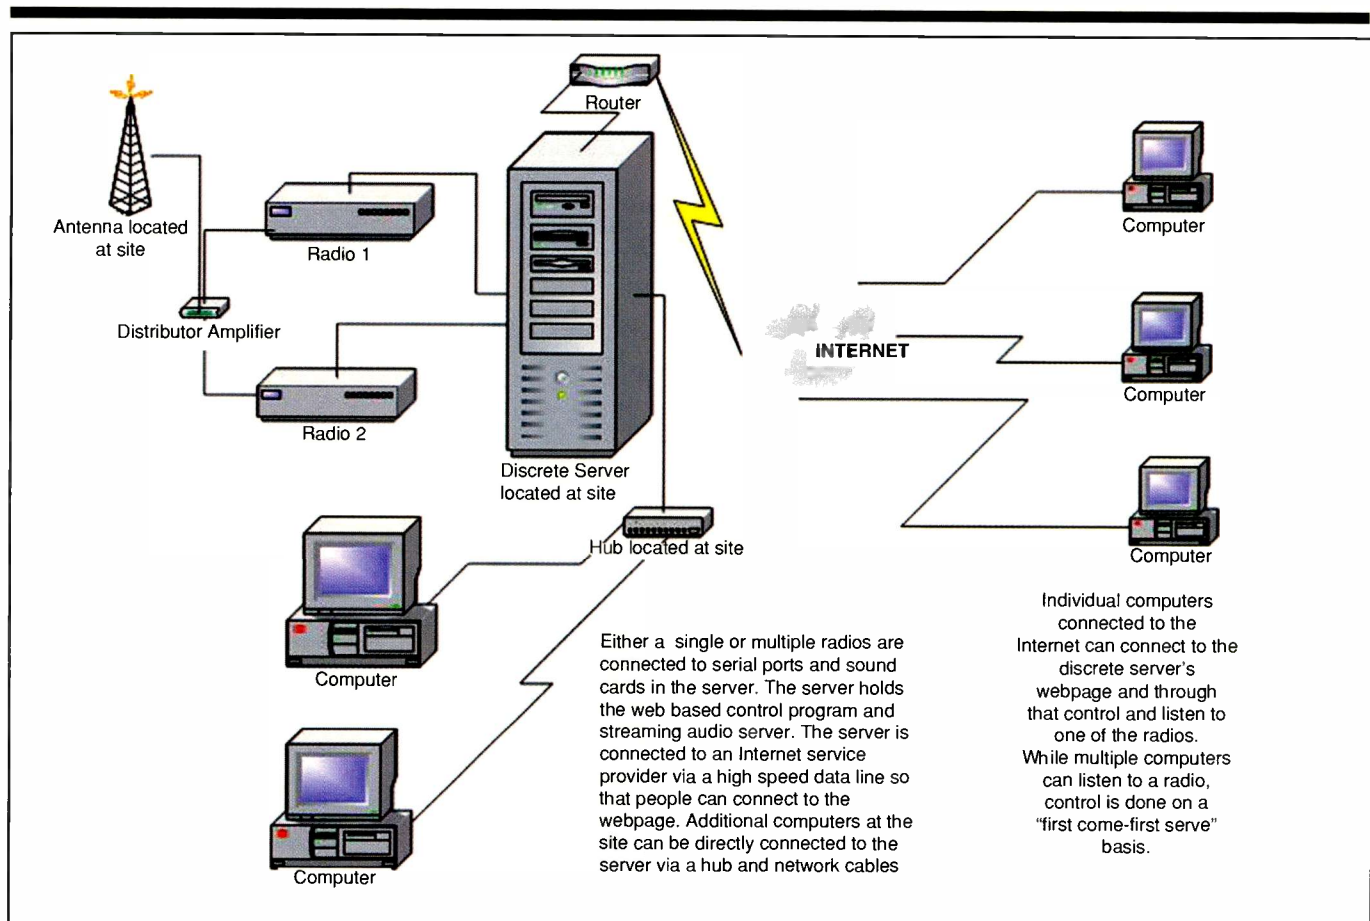 Router
Antenna located
at site
Radio 1
Distributor Amplifier
Radio 2
Discrete Server
located at site
Hub located at site
Computer
Computer
INTERNET
Computer
Computer
Computer
Either a single or multiple radios are
connected to serial ports and sound
cards in the server. The server holds
the web based control program and
streaming audio server. The server is
connected to an Internet service
provider via a high speed data line so
that people can connect to the
webpage. Additional computers at the
site can be directly connected to the
server via a hub and network cables
Individual computers
connected to the
Internet can connect to the
discrete server's
webpage and through
that control and listen to
one of the radios.
While multiple computers
can listen to a radio,
control is done on a
"first come-first serve"
basis.